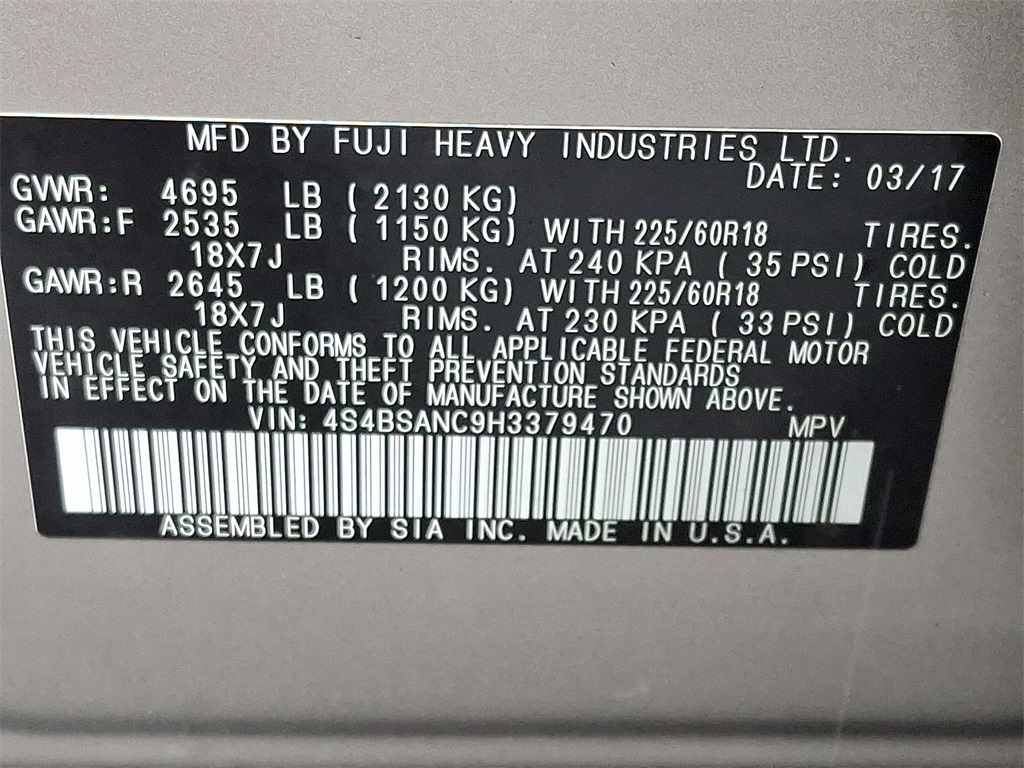 MFD BY FUJI HEAVY INDUSTRIES LTD.
DATE: 03/17
GVWR: 4695 LB ( 2130 KG)
GAWR:F 2535 LB ( 1150 KG) WITH 225/60R18 TIRES.
18X7J RIMS. AT 240 KPA ( 35 PSI) COLD
GAWR:R 2645 LB ( 1200 KG) WITH 225/60R18 TIRES.
18X7J RIMS. AT 230 KPA ( 33 PSI) COLD
THIS VEHICLE CONFORMS TO ALL APPLICABLE FEDERAL MOTOR
VEHICLE SAFETY AND THEFT PREVENTION STANDARDS
IN EFFECT ON THE DATE OF MANUFACTURE SHOWN ABOVE.
VIN: 4S4BSANC9H3379470 MPV
ASSEMBLED BY SIA INC. MADE IN U.S.A.